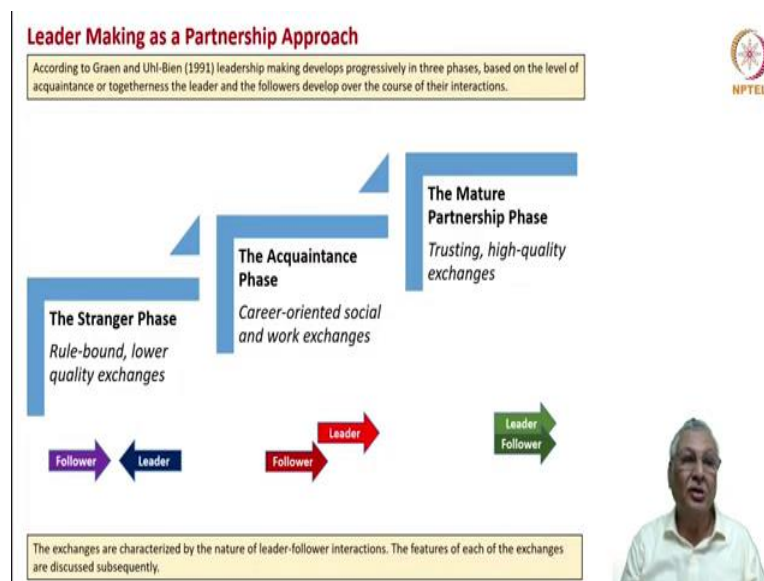 Leader Making as a Partnership Approach
According to Graen and Uhl-Bien (1991) leadership making develops progressively in three phases, based on the level of
acquaintance or togetherness the leader and the followers develop over the course of their interactions.
NPTEL
The Stranger Phase
Rule-bound, lower
quality exchanges
The Acquaintance
Phase
Career-oriented social
and work exchanges
The Mature
Partnership Phase
Trusting, high-quality
exchanges
Follower
Leader
Follower
Leader
Leader
Follower
The exchanges are characterized by the nature of leader-follower interactions. The features of each of the exchanges
are discussed subsequently.